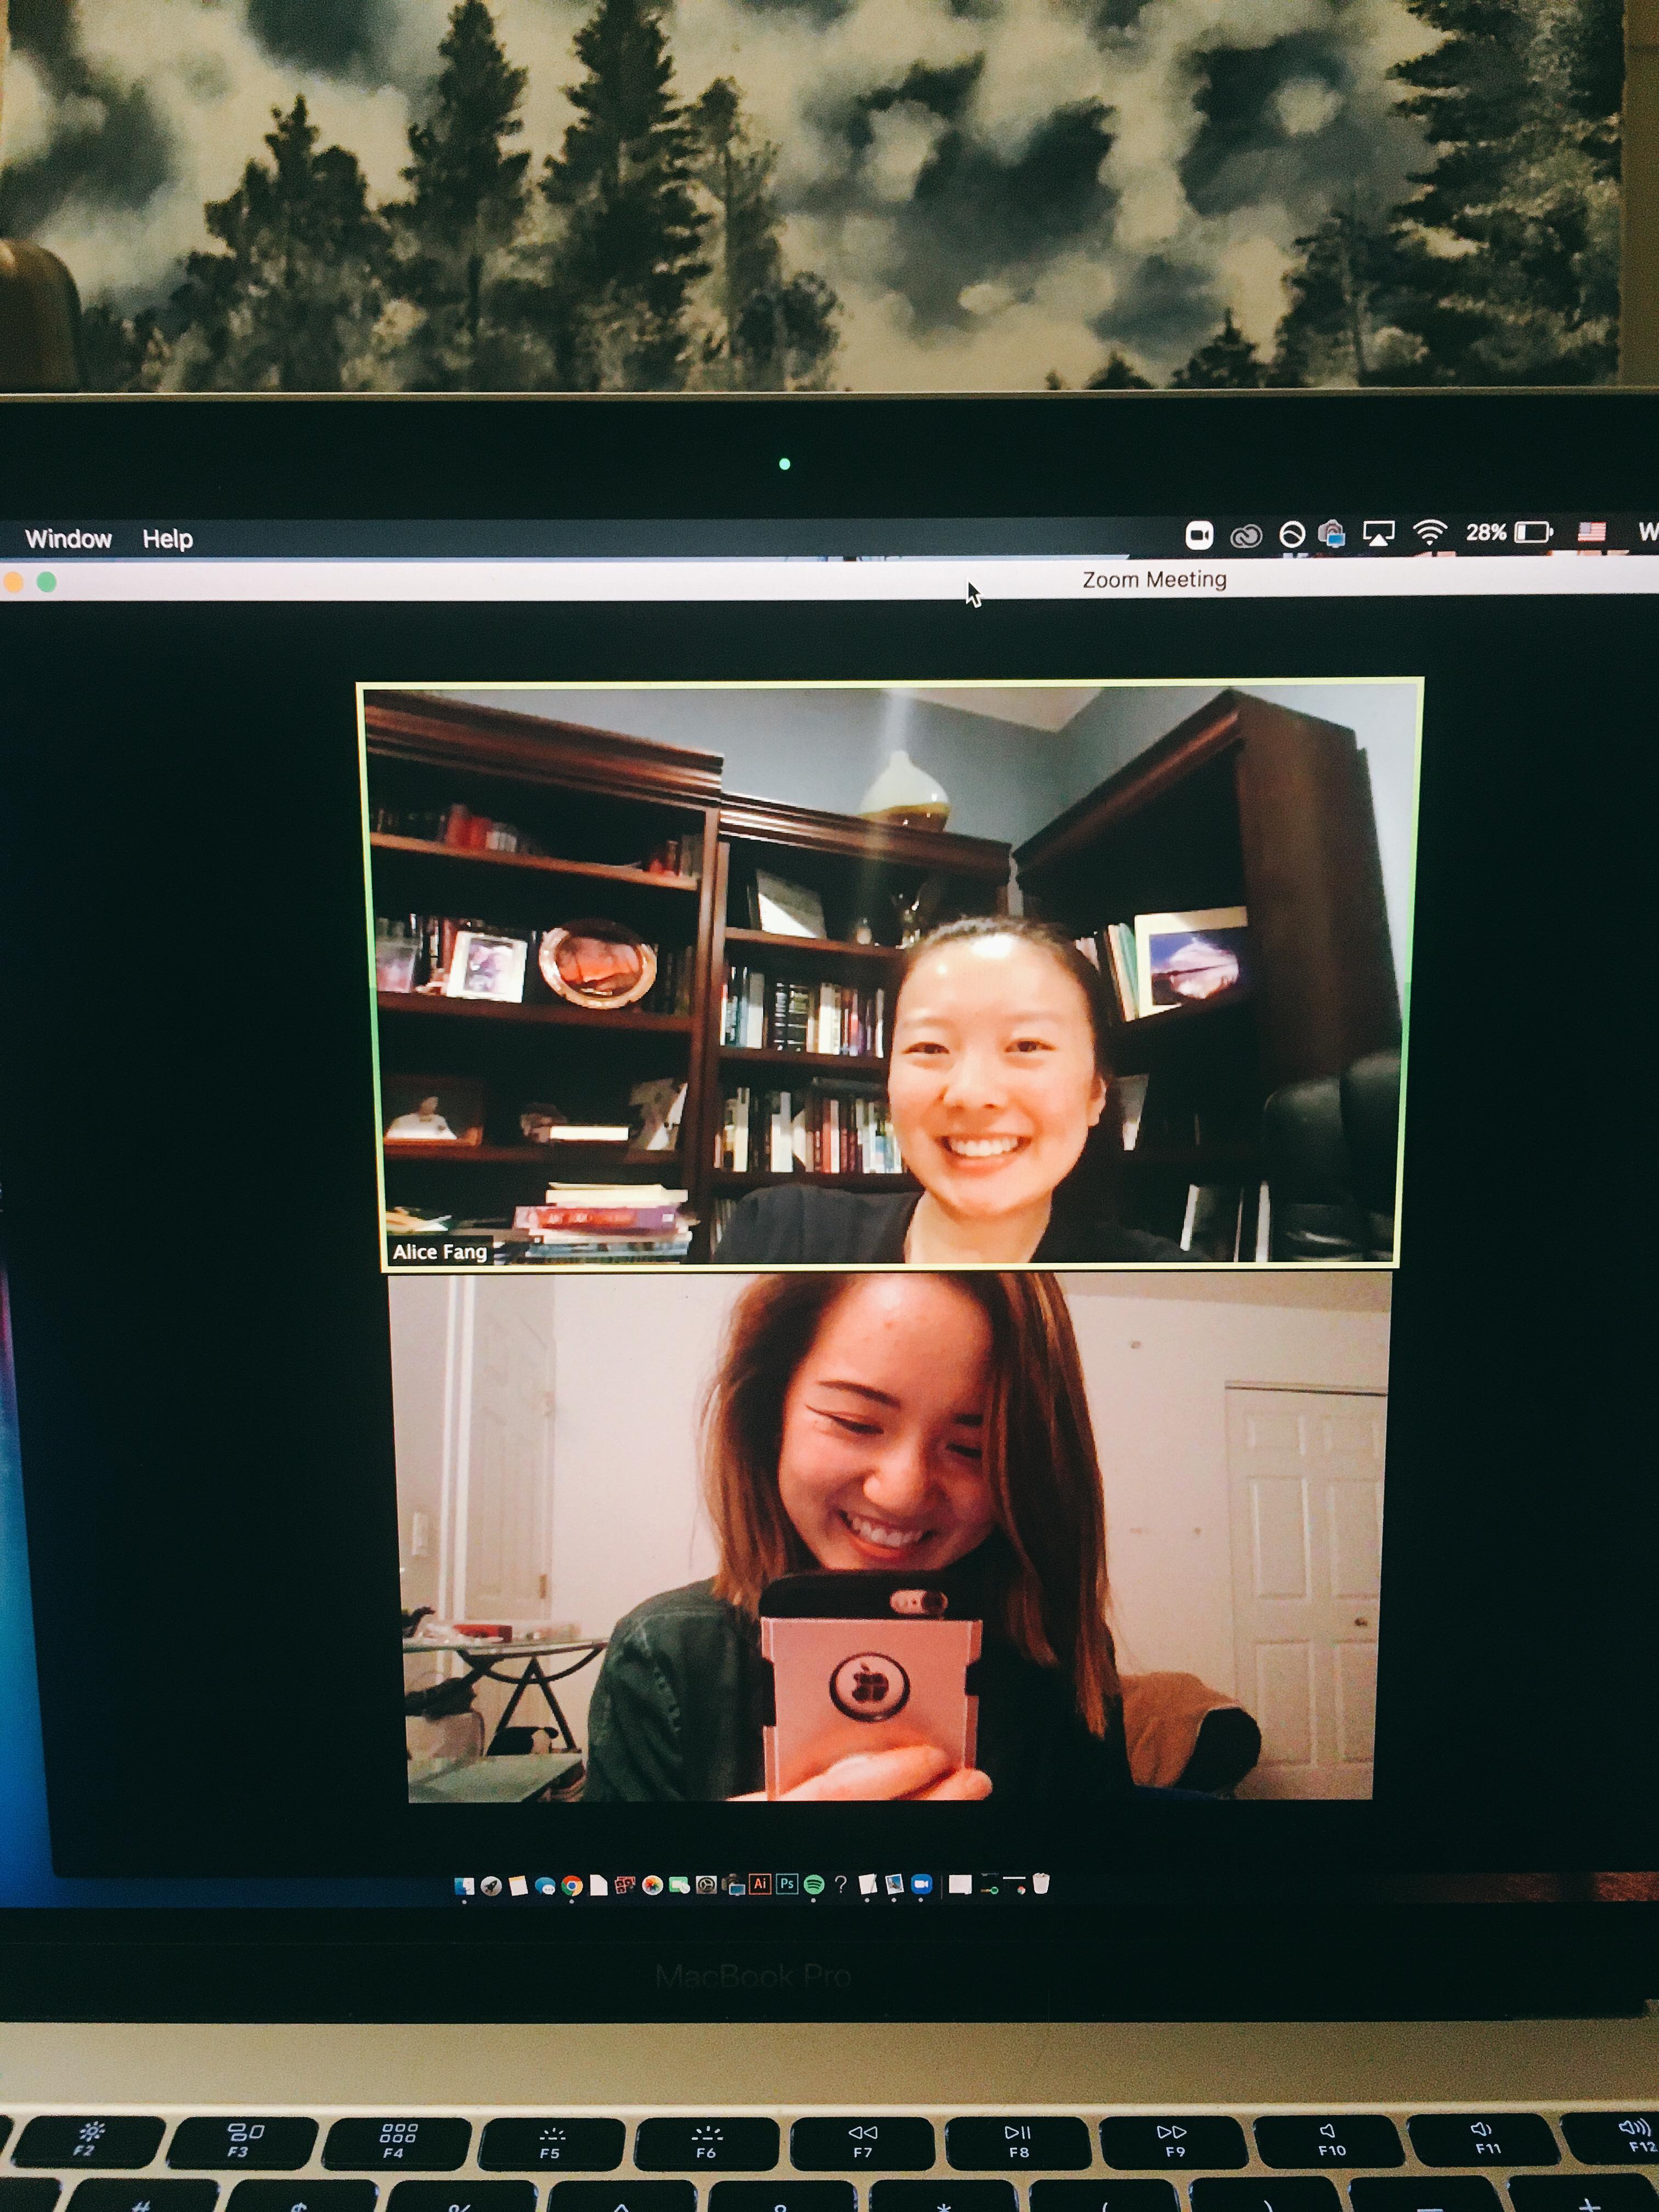 Window Help 28% W
Zoom Meeting
Alice Fang
Ai Ps ?
MacBook Pro
F2 F3 F4 F5 F6 F7 F8 F9 F10 F11 F12
# $ % ^ & * ( ) — +